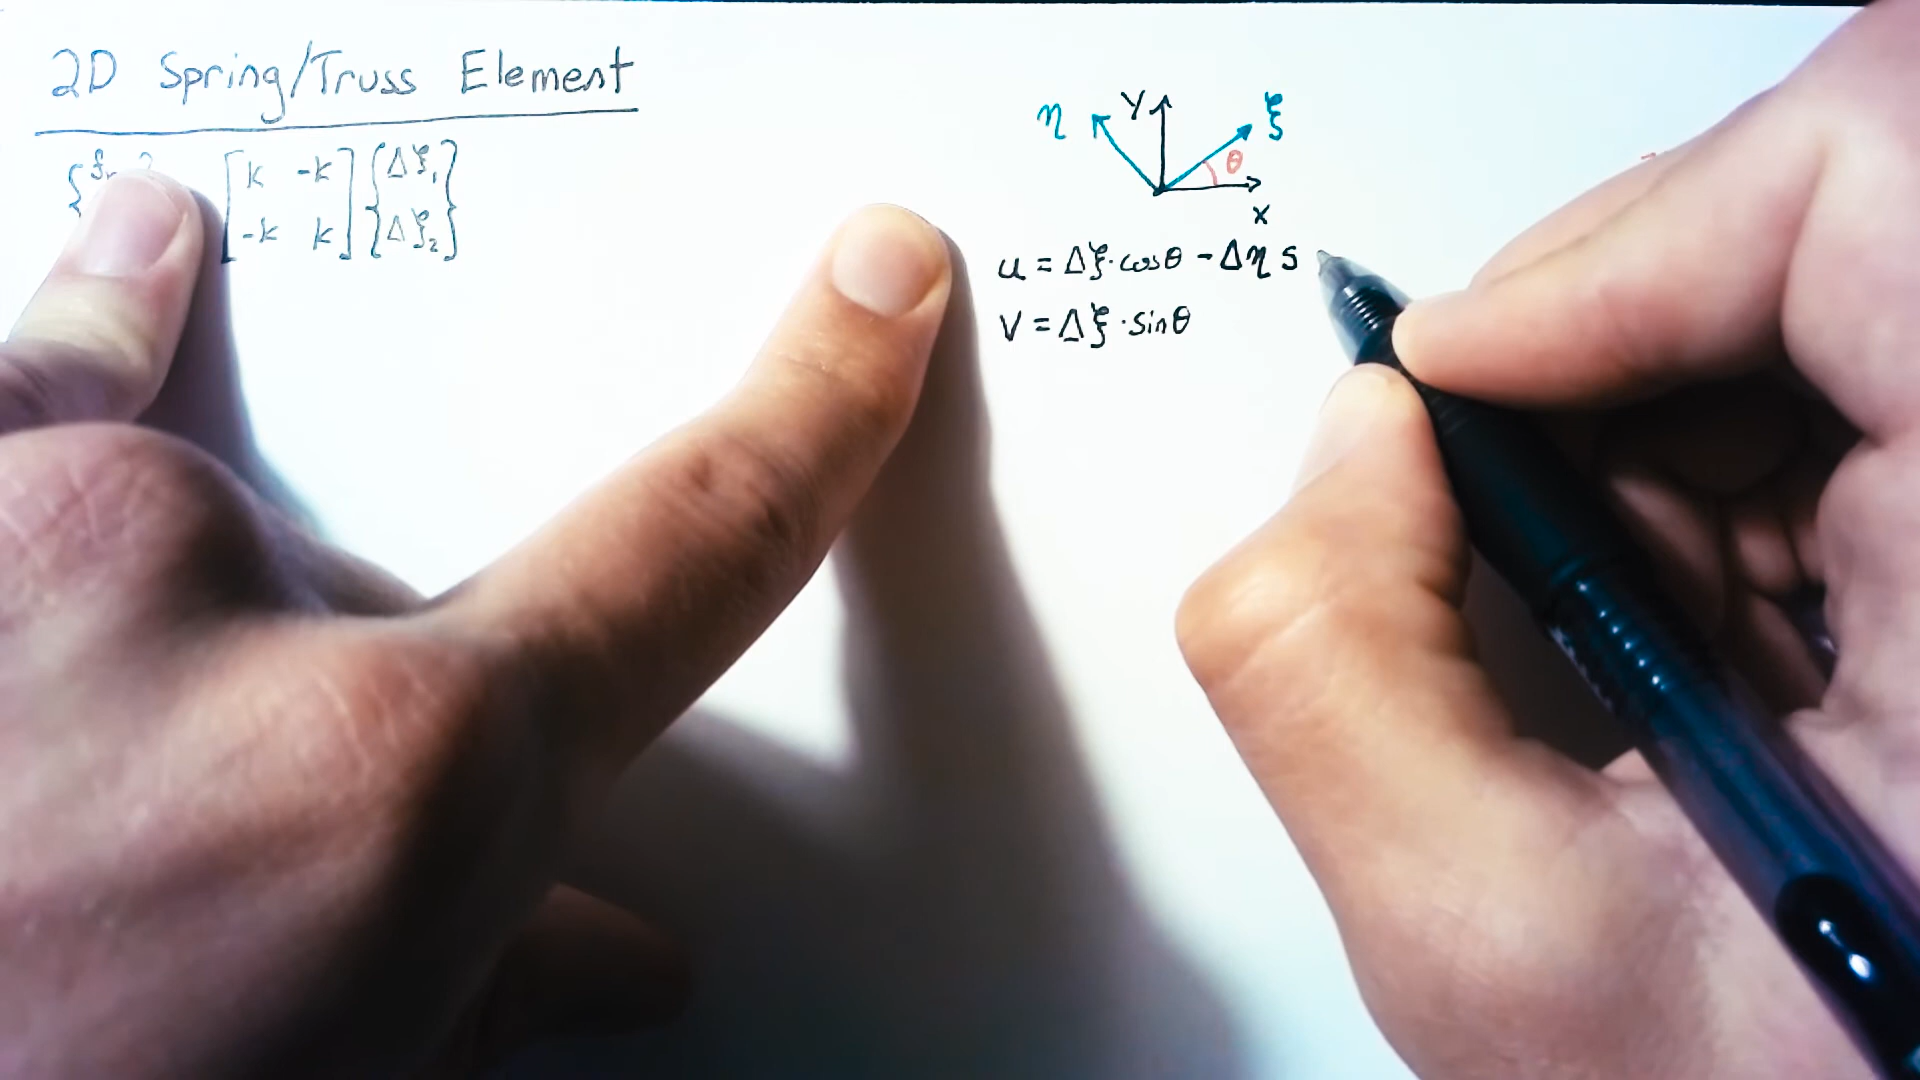 2D Spring/Truss Element
[k -k] {Δξ₁}
[-k k] {Δξ₂}
η Y ξ
θ
X
u = Δξ·cosθ - Δη s
v = Δξ·sinθ